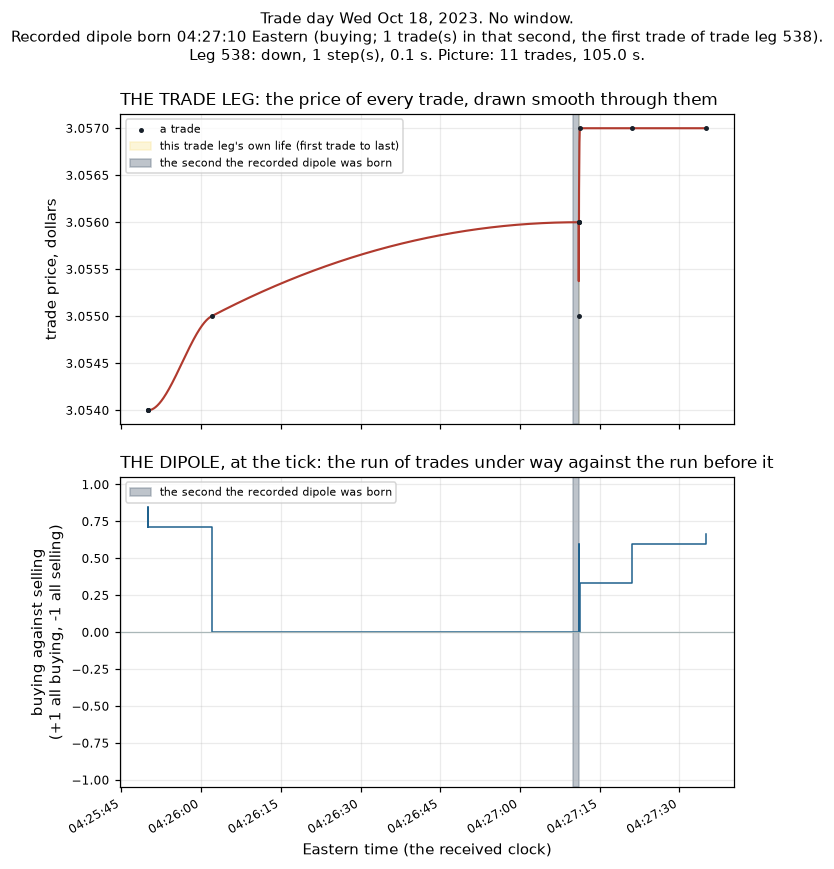 Trade day Wed Oct 18, 2023. No window.
Recorded dipole born 04:27:10 Eastern (buying; 1 trade(s) in that second, the first trade of trade leg 538).
Leg 538: down, 1 step(s), 0.1 s. Picture: 11 trades, 105.0 s.
THE TRADE LEG: the price of every trade, drawn smooth through them
a trade
this trade leg's own life (first trade to last)
the second the recorded dipole was born
3.0570
3.0565
3.0560
3.0555
3.0550
3.0545
3.0540
trade price, dollars
THE DIPOLE, at the tick: the run of trades under way against the run before it
the second the recorded dipole was born
1.00
0.75
0.50
0.25
0.00
−0.25
−0.50
−0.75
−1.00
buying against selling
(+1 all buying, -1 all selling)
04:25:45
04:26:00
04:26:15
04:26:30
04:26:45
04:27:00
04:27:15
04:27:30
Eastern time (the received clock)